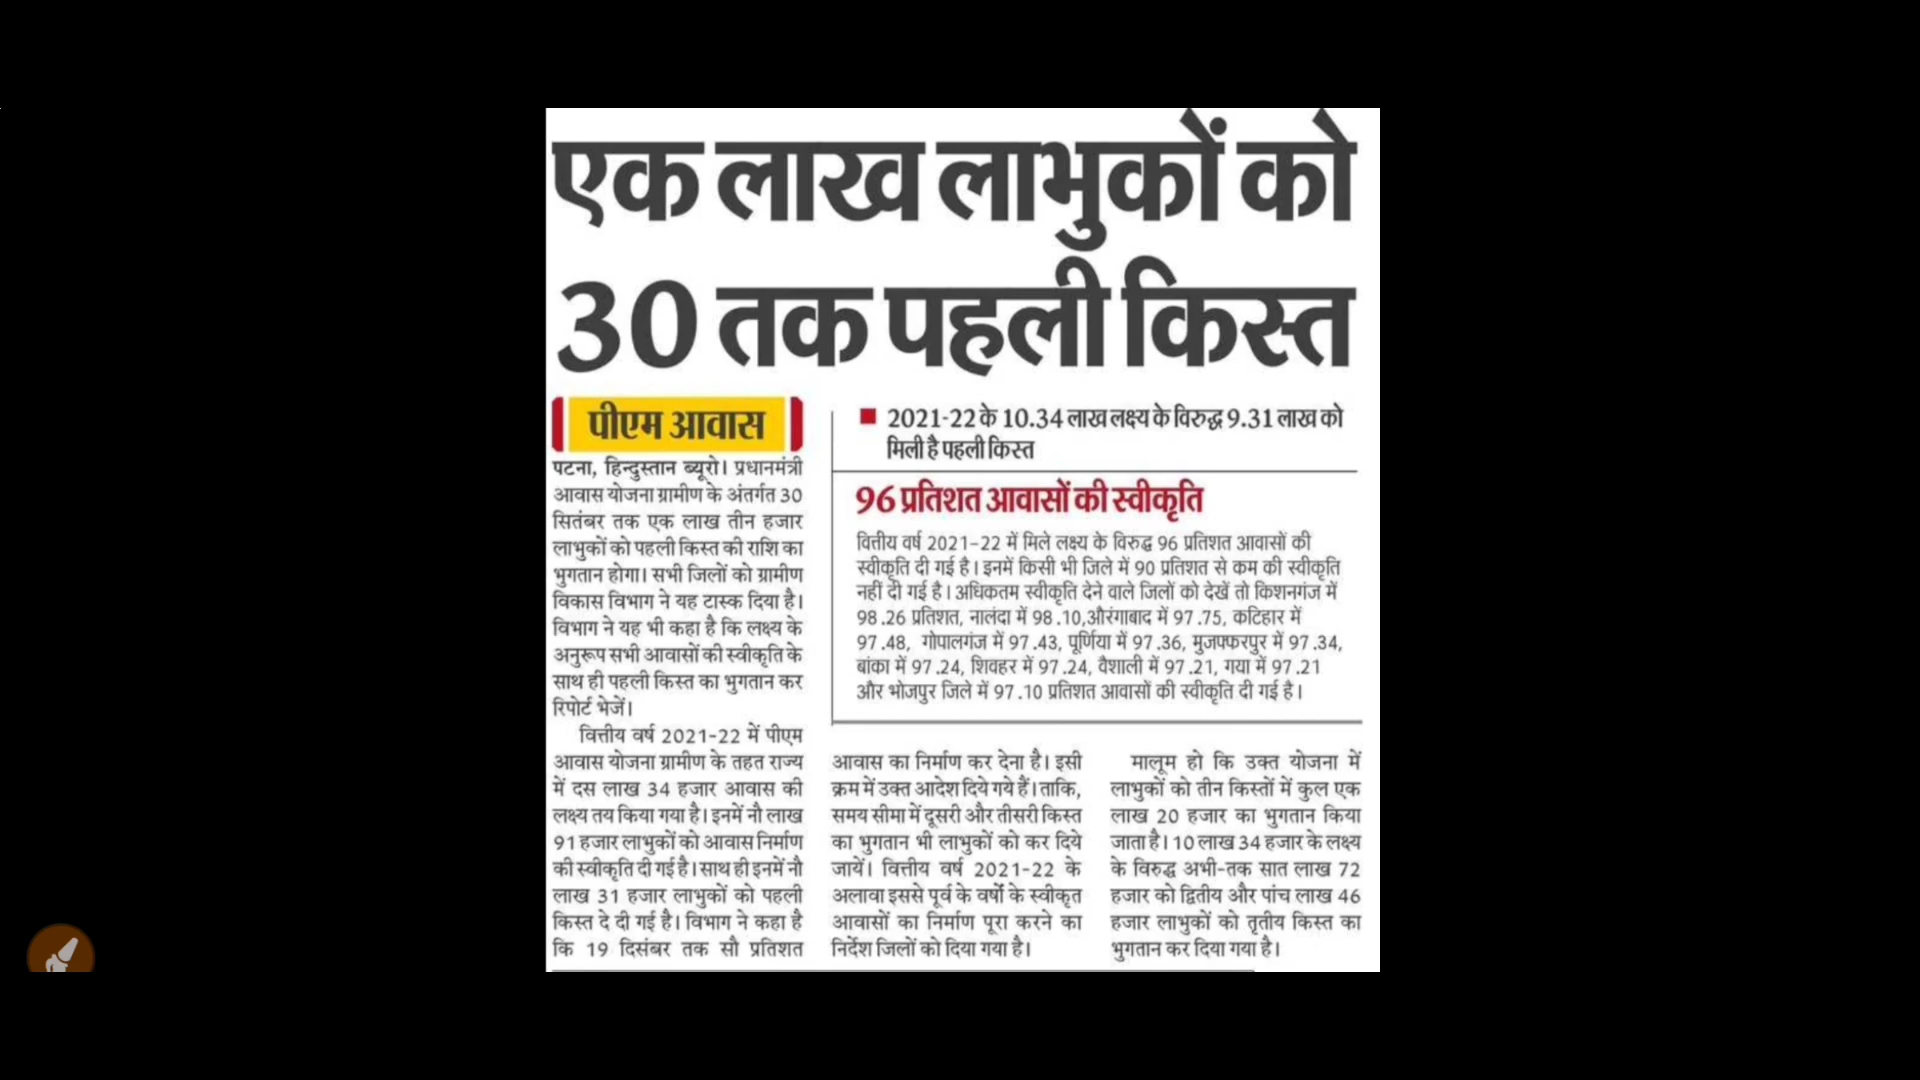 एक लाख लाभुकों को
30 तक पहली किस्त
पीएम आवास
पटना, हिन्दुस्तान ब्यूरो। प्रधानमंत्री
आवास योजना ग्रामीण के अंतर्गत 30
सितंबर तक एक लाख तीन हजार
लाभुकों को पहली किस्त की राशि का
भुगतान होगा। सभी जिलों को ग्रामीण
विकास विभाग ने यह टास्क दिया है।
विभाग ने यह भी कहा है कि लक्ष्य के
अनुरूप सभी आवासों की स्वीकृति के
साथ ही पहली किस्त का भुगतान कर
रिपोर्ट भेजें।
वित्तीय वर्ष 2021-22 में पीएम
आवास योजना ग्रामीण के तहत राज्य
में दस लाख 34 हजार आवास की
लक्ष्य तय किया गया है। इनमें नौ लाख
91 हजार लाभुकों को आवास निर्माण
की स्वीकृति दी गई है। साथ ही इनमें नौ
लाख 31 हजार लाभुकों को पहली
किस्त दे दी गई है। विभाग ने कहा है
कि 19 दिसंबर तक सौ प्रतिशत
■ 2021-22 के 10.34 लाख लक्ष्य के विरुद्ध 9.31 लाख को
मिली है पहली किस्त
96 प्रतिशत आवासों की स्वीकृति
वित्तीय वर्ष 2021-22 में मिले लक्ष्य के विरुद्ध 96 प्रतिशत आवासों की
स्वीकृति दी गई है। इनमें किसी भी जिले में 90 प्रतिशत से कम की स्वीकृति
नहीं दी गई है। अधिकतम स्वीकृति देने वाले जिलों को देखें तो किशनगंज में
98.26 प्रतिशत, नालंदा में 98.10,औरंगाबाद में 97.75, कटिहार में
97.48, गोपालगंज में 97.43, पूर्णिया में 97.36, मुजफ्फरपुर में 97.34,
बांका में 97.24, शिवहर में 97.24, वैशाली में 97.21, गया में 97.21
और भोजपुर जिले में 97.10 प्रतिशत आवासों की स्वीकृति दी गई है।
आवास का निर्माण कर देना है। इसी
क्रम में उक्त आदेश दिये गये हैं। ताकि,
समय सीमा में दूसरी और तीसरी किस्त
का भुगतान भी लाभुकों को कर दिये
जायें। वित्तीय वर्ष 2021-22 के
अलावा इससे पूर्व के वर्षों के स्वीकृत
आवासों का निर्माण पूरा करने का
निर्देश जिलों को दिया गया है।
मालूम हो कि उक्त योजना में
लाभुकों को तीन किस्तों में कुल एक
लाख 20 हजार का भुगतान किया
जाता है। 10 लाख 34 हजार के लक्ष्य
के विरुद्ध अभी-तक सात लाख 72
हजार को द्वितीय और पांच लाख 46
हजार लाभुकों को तृतीय किस्त का
भुगतान कर दिया गया है।